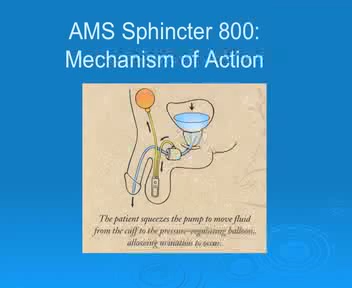 AMS Sphincter 800:
Mechanism of Action
The patient squeezes the pump to move fluid
from the cuff to the pressure-regulating balloon,
allowing urination to occur.